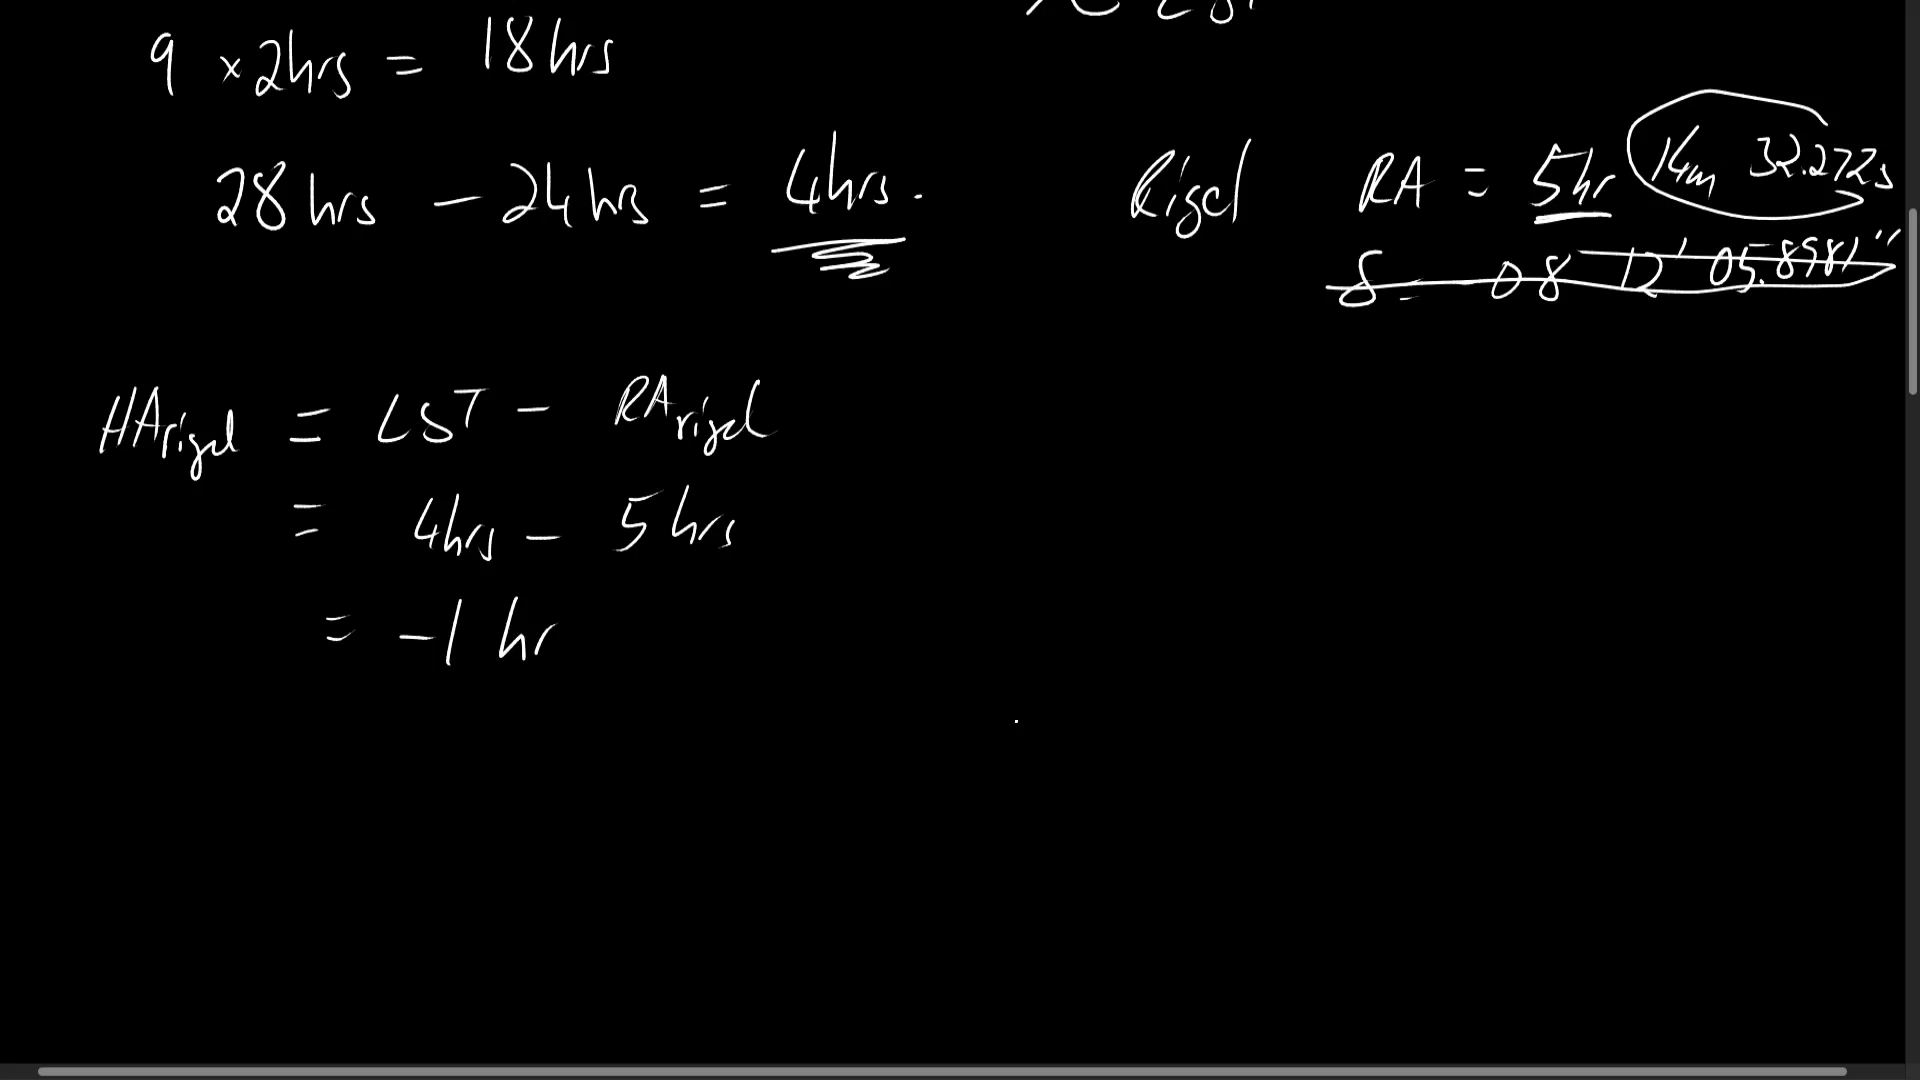 9 × 2hrs = 18hrs
28hrs - 24hrs = 4hrs.
Rigel RA = 5hr 14m 32.272s
δ = -08 12' 05.8981"
HArigel = LST - RArigel
= 4hrs - 5hrs
= -1 hr